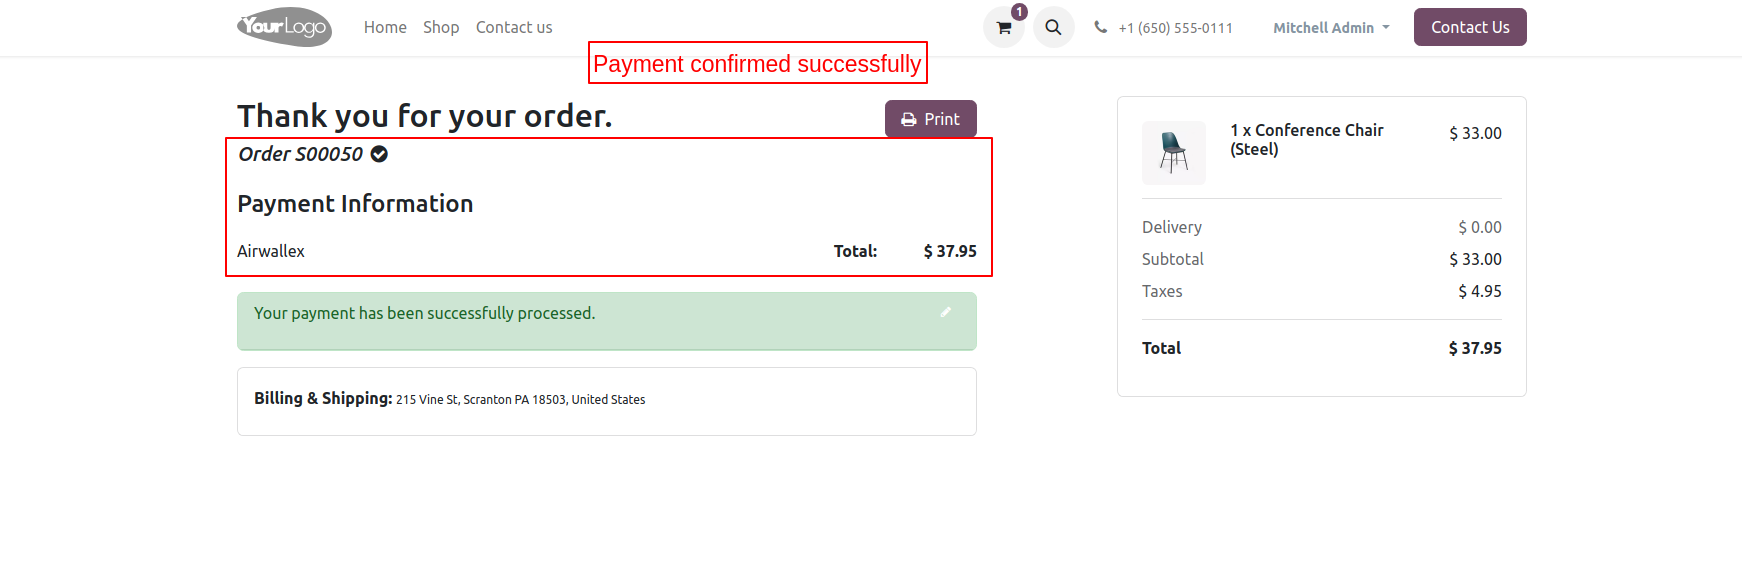 YourLogo
Home Shop Contact us
1
+1 (650) 555-0111
Mitchell Admin
Contact Us
Payment confirmed successfully
Thank you for your order.
Print
Order S00050
Payment Information
Airwallex Total: $ 37.95
Your payment has been successfully processed.
Billing & Shipping: 215 Vine St, Scranton PA 18503, United States
1 x Conference Chair $ 33.00
(Steel)
Delivery $ 0.00
Subtotal $ 33.00
Taxes $ 4.95
Total $ 37.95